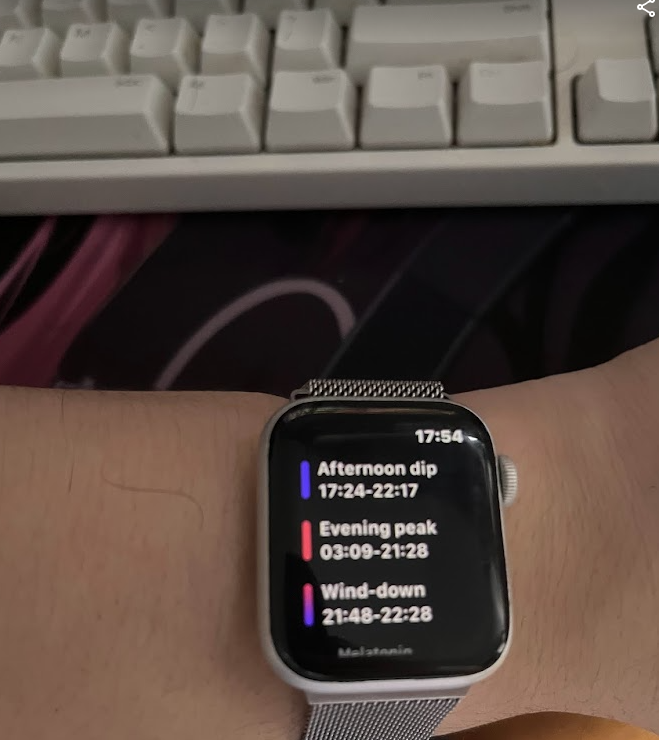 17:54
Afternoon dip
17:24-22:17
Evening peak
03:09-21:28
Wind-down
21:48-22:28
Melatonin